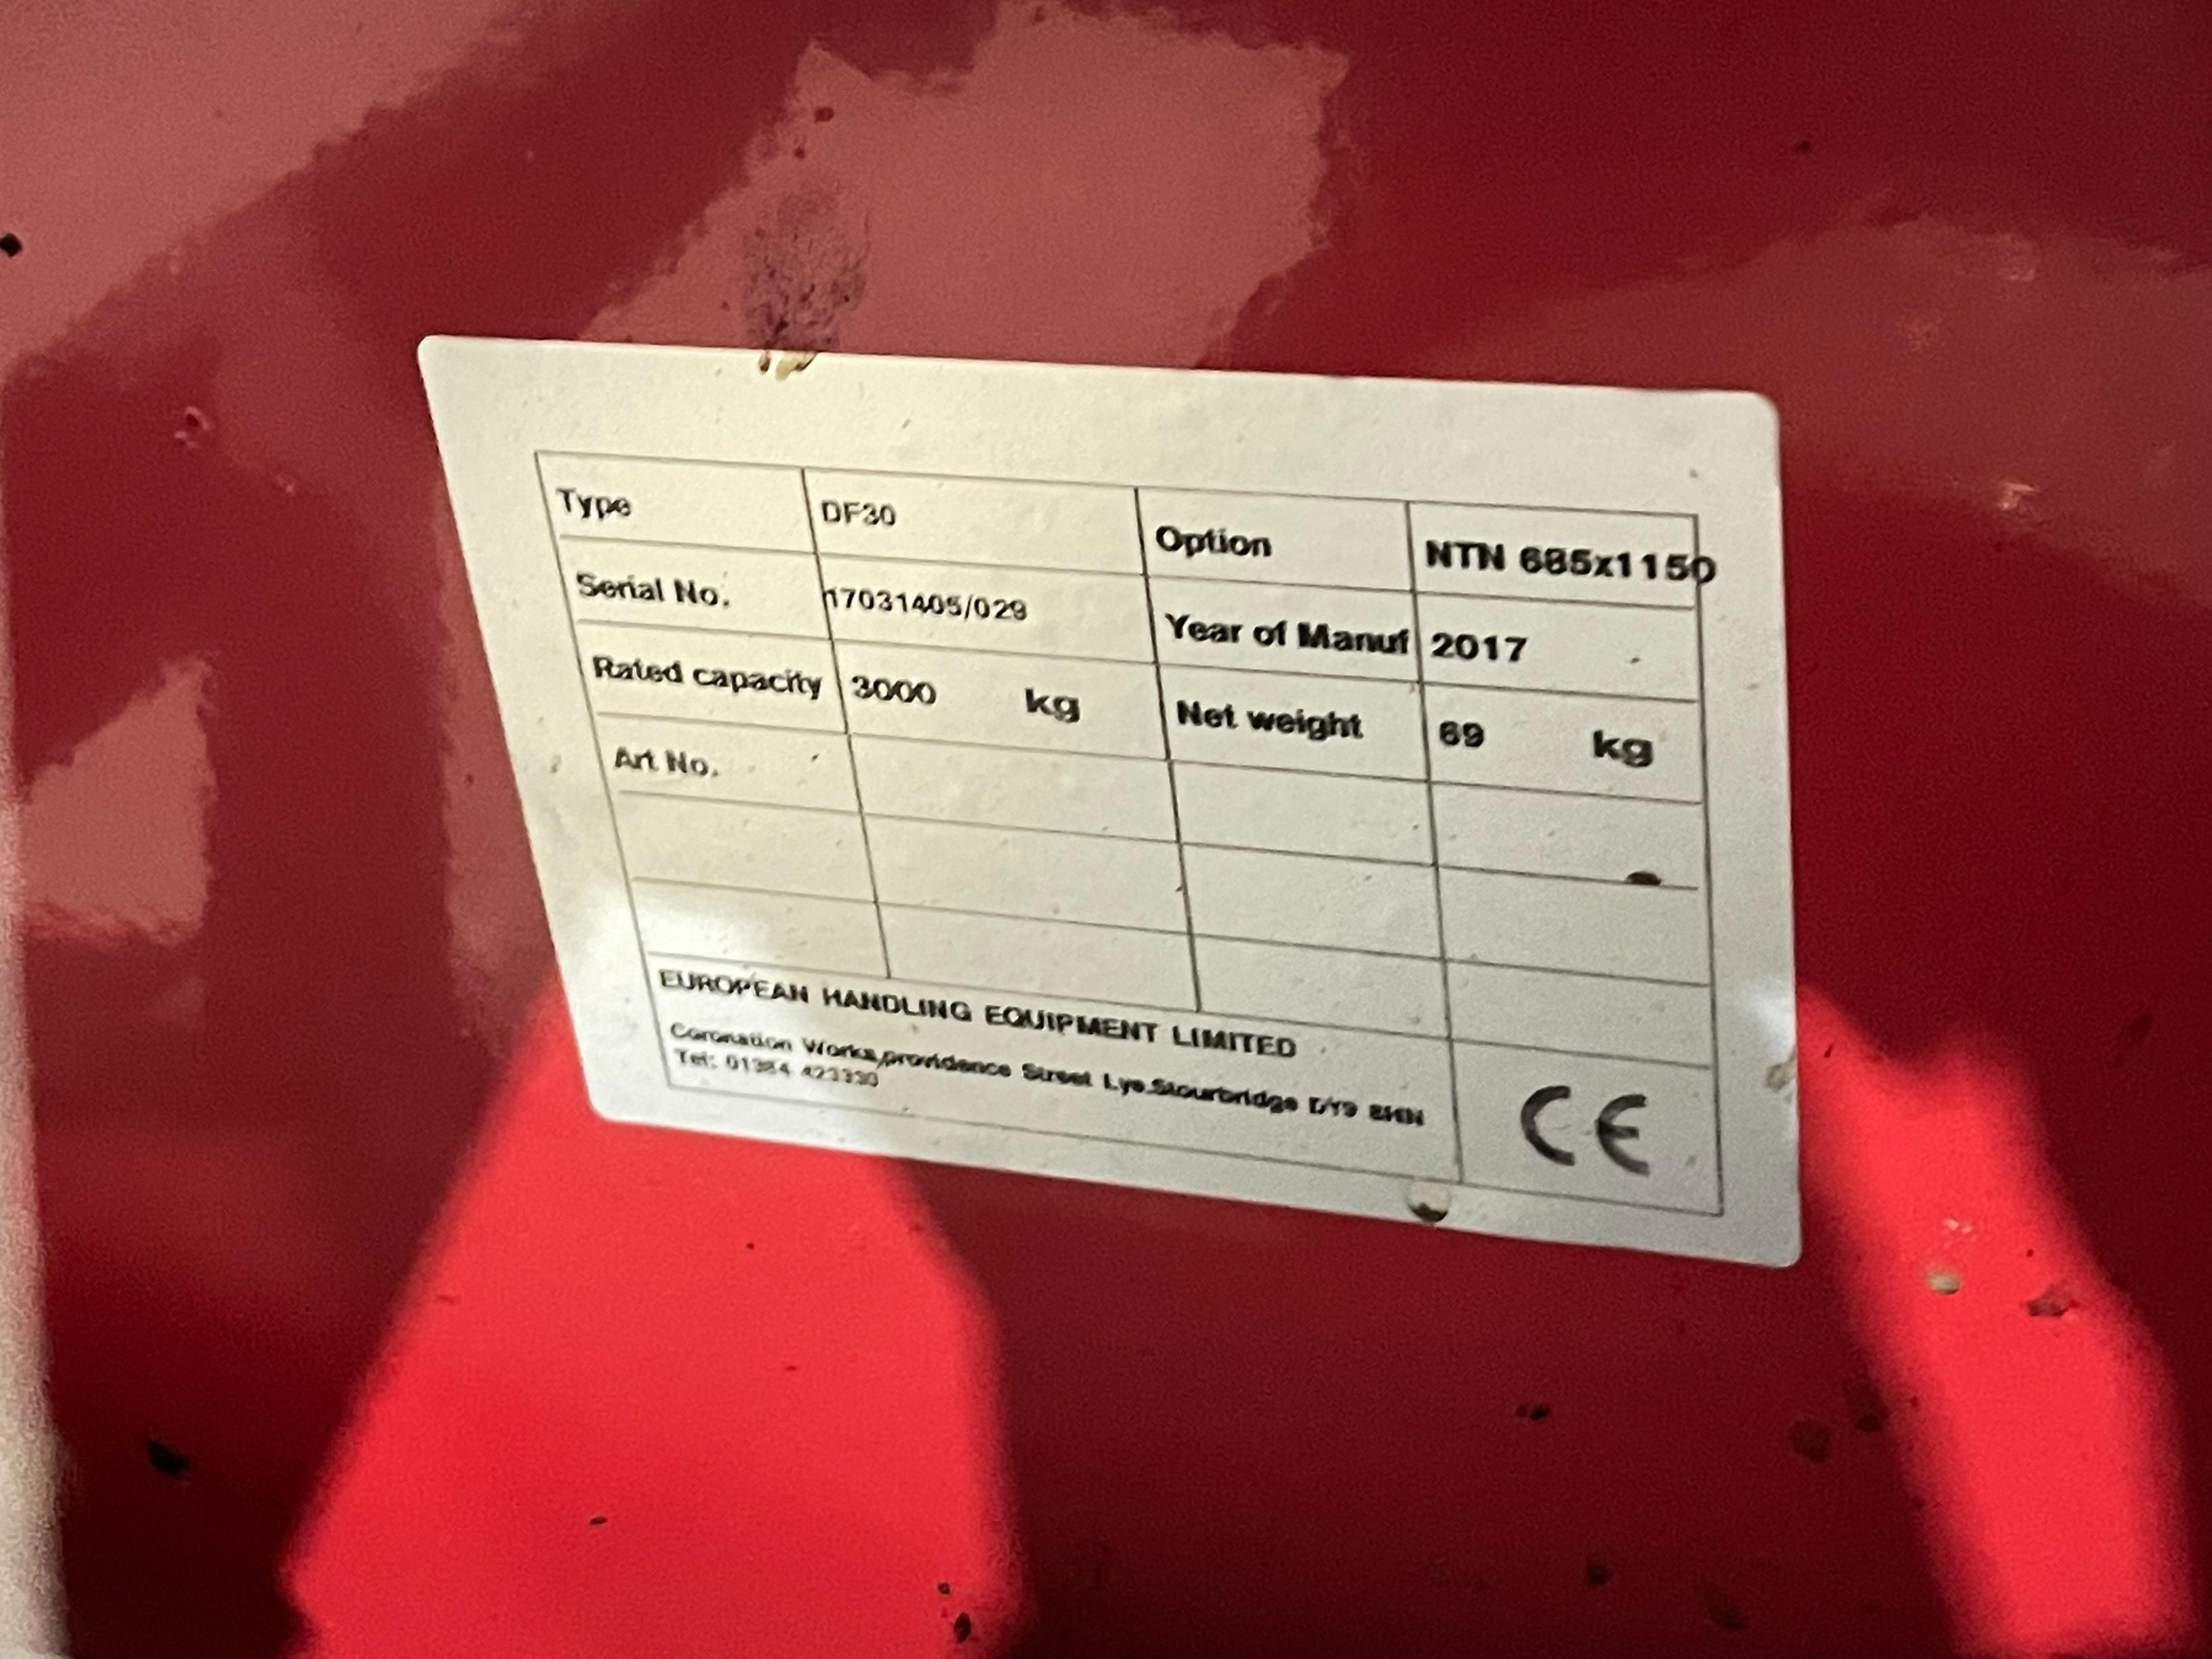 Type DF30 Option NTN 685x1150
Serial No. 17031405/029 Year of Manuf 2017
Rated capacity 3000 kg Net weight 69 kg
Art No.
EUROPEAN HANDLING EQUIPMENT LIMITED
Coronation Works,providence Street Lye.Stourbridge DY9 8HN
Tel: 01384 423330
CE